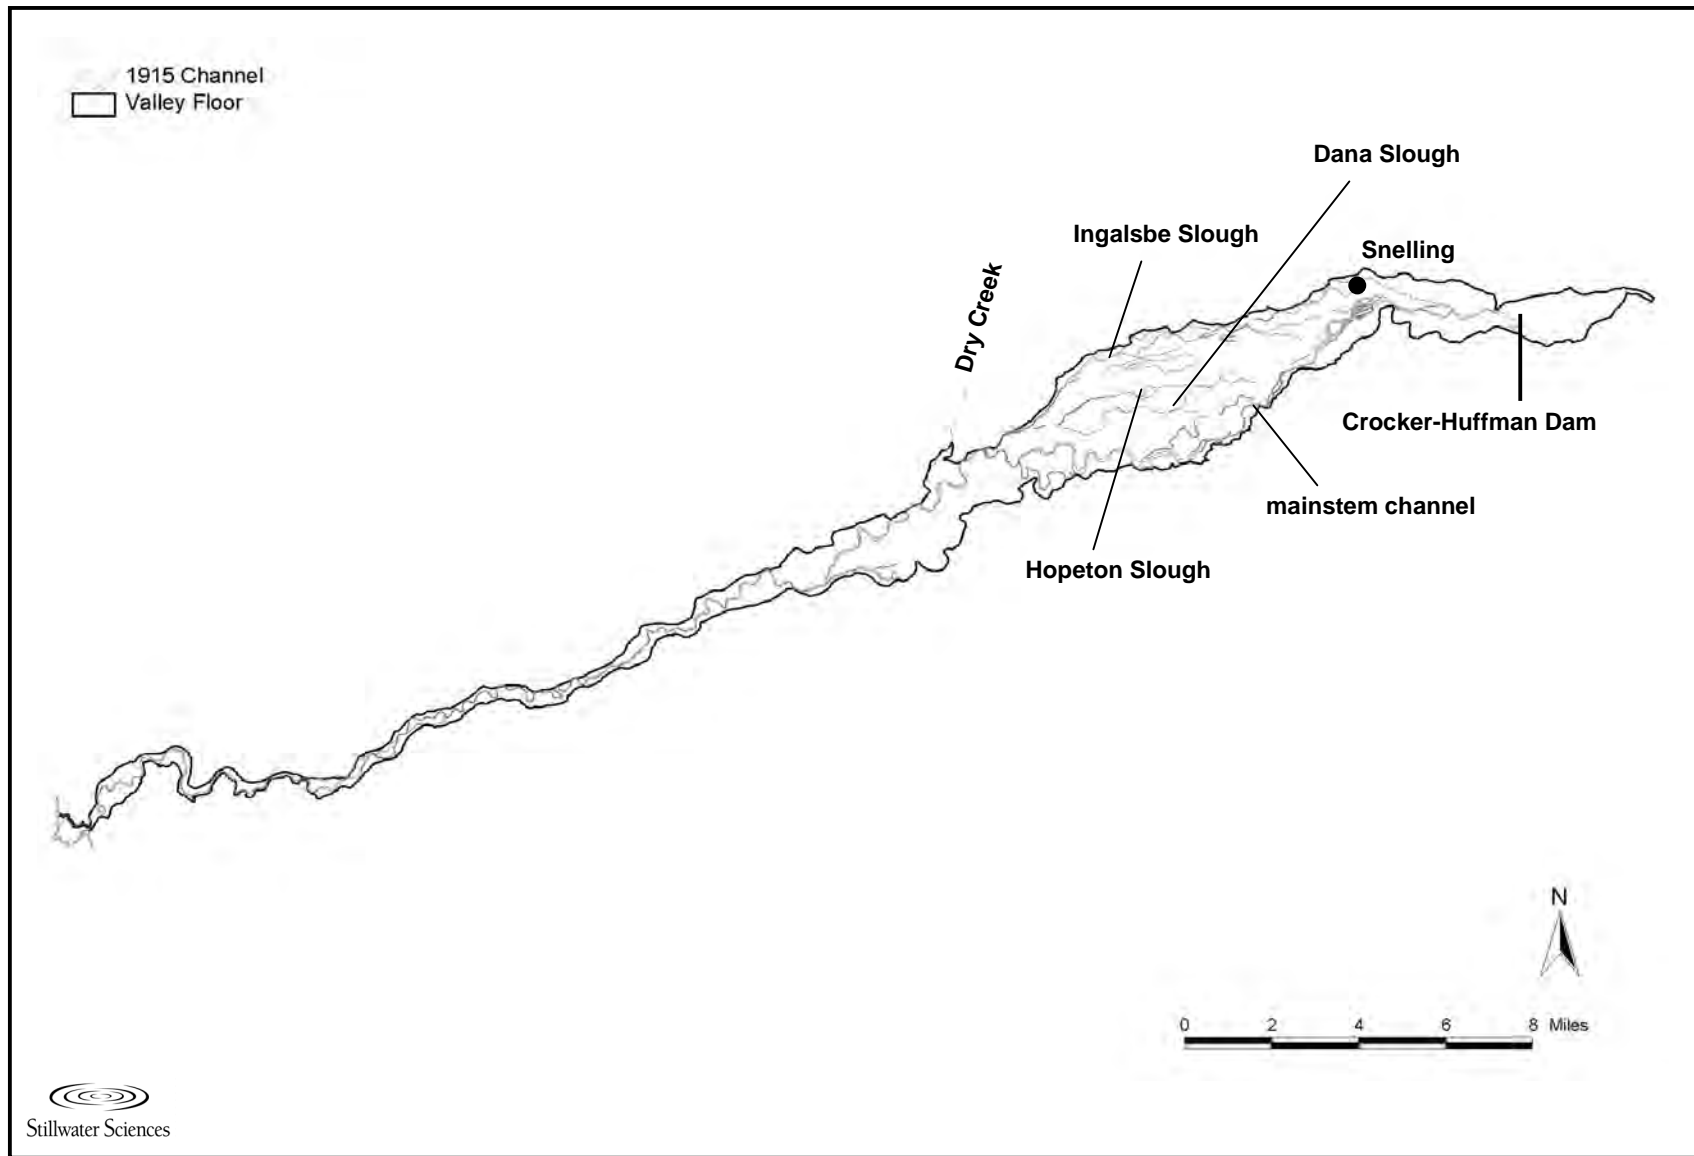 1915 Channel
Valley Floor
Dana Slough
Ingalsbe Slough
Snelling
Dry Creek
Crocker-Huffman Dam
mainstem channel
Hopeton Slough
N
0 2 4 6 8 Miles
Stillwater Sciences